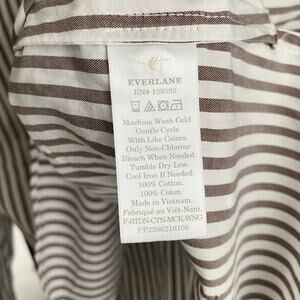 EVERLANE
RN# 139393
Machine Wash Cold
Gentle Cycle
With Like Colors.
Only Non-Chlorine
Bleach When Needed.
Tumble Dry Low.
Cool Iron If Needed.
100% Cotton.
100% Coton.
Made in Vietnam.
Fabriqué au Viêt-Nam.
F-BTDN-CTN-MCK-WNG
PP2386216108